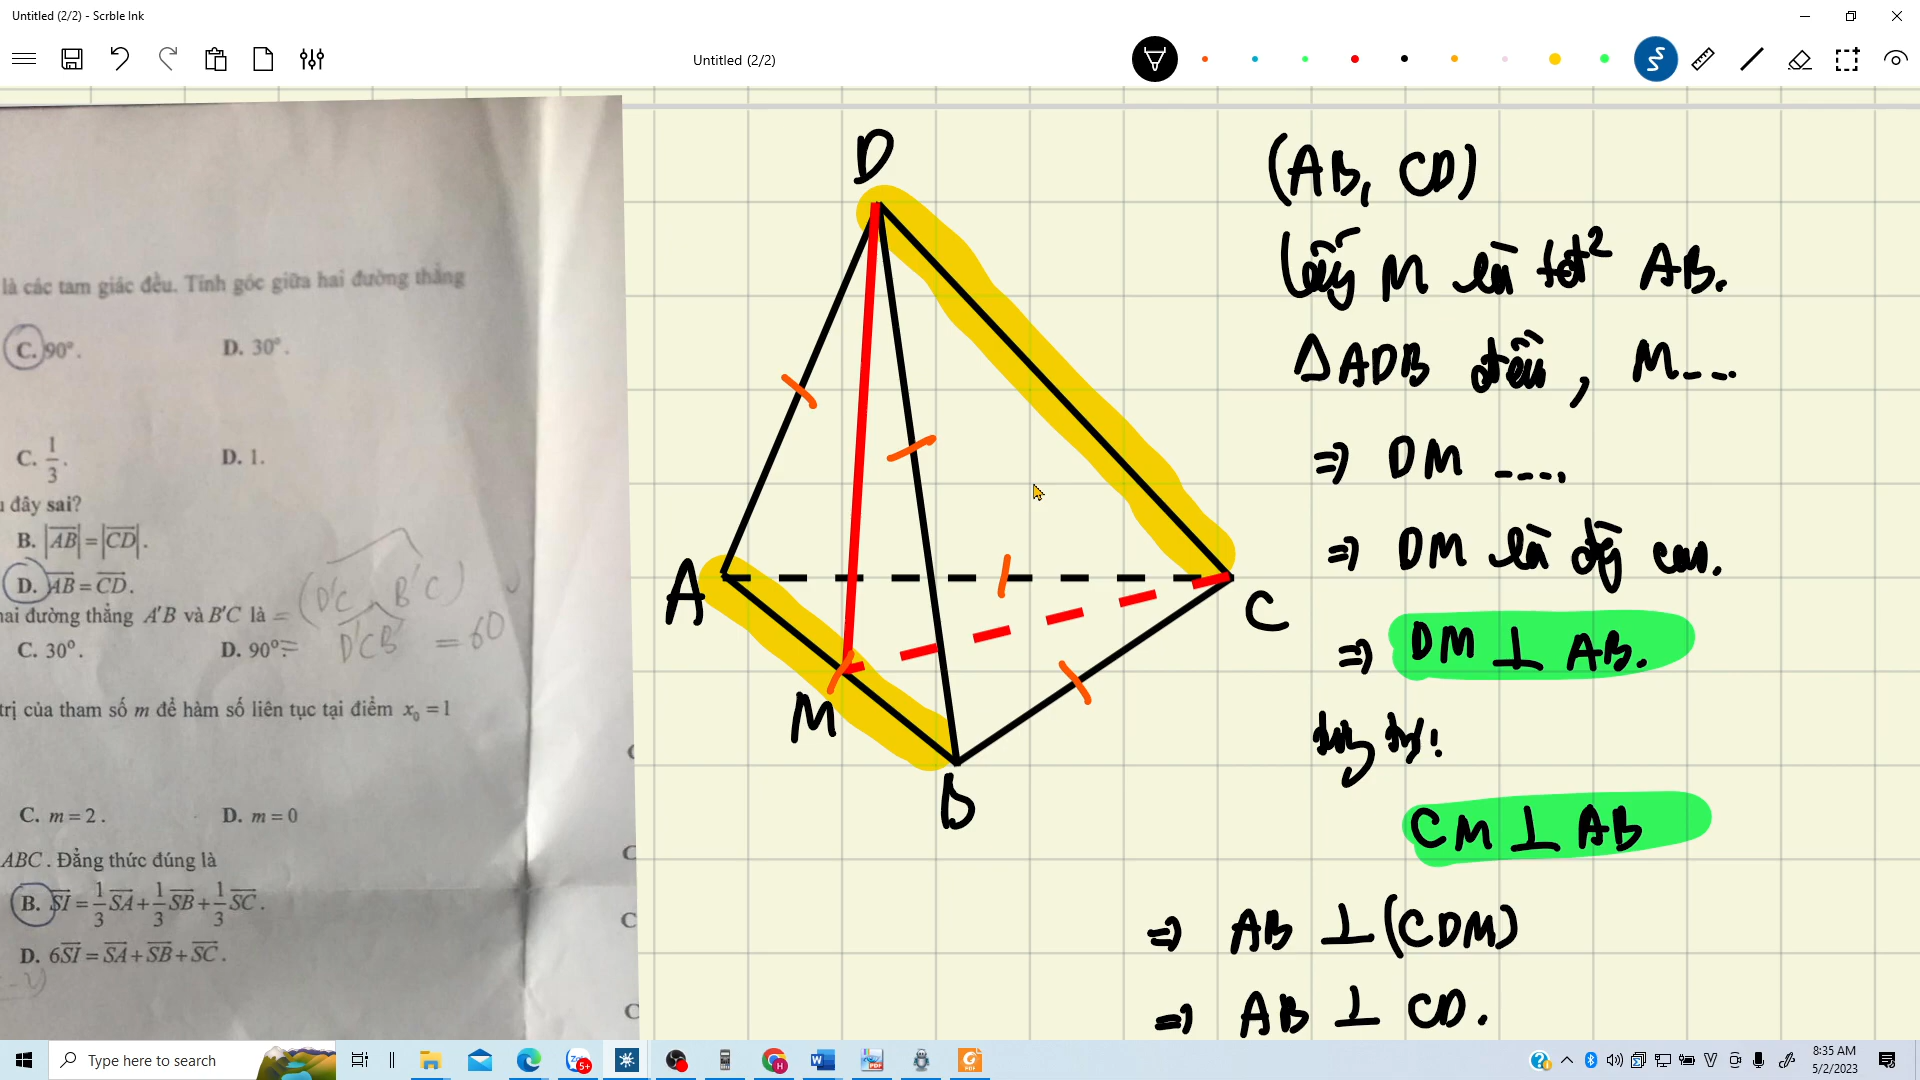 Untitled (2/2) - Scrble Ink
Untitled (2/2)
là các tam giác đều. Tính góc giữa hai đường thẳng
C. 90°. D. 30°.
C. 1/3. D. 1.
đây sai?
B. |AB| = |CD|.
D. AB = CD.
hai đường thẳng A'B và B'C là = (D'C, B'C)
C. 30°. D. 90°. = D'CB' = 60
trị của tham số m để hàm số liên tục tại điểm x₀ = 1
C. m = 2. D. m = 0
ABC. Đẳng thức đúng là
B. SI = 1/3 SA + 1/3 SB + 1/3 SC.
D. 6SI = SA + SB + SC.
D
A
C
M
B
(AB, CD)
Lấy M là tđ² AB.
ΔADB đều, M---
=> DM ----.
=> DM là đg cao.
=> DM ⊥ AB.
CM ⊥ AB
=> AB ⊥ (CDM)
=> AB ⊥ CD.
Type here to search
8:35 AM
5/2/2023